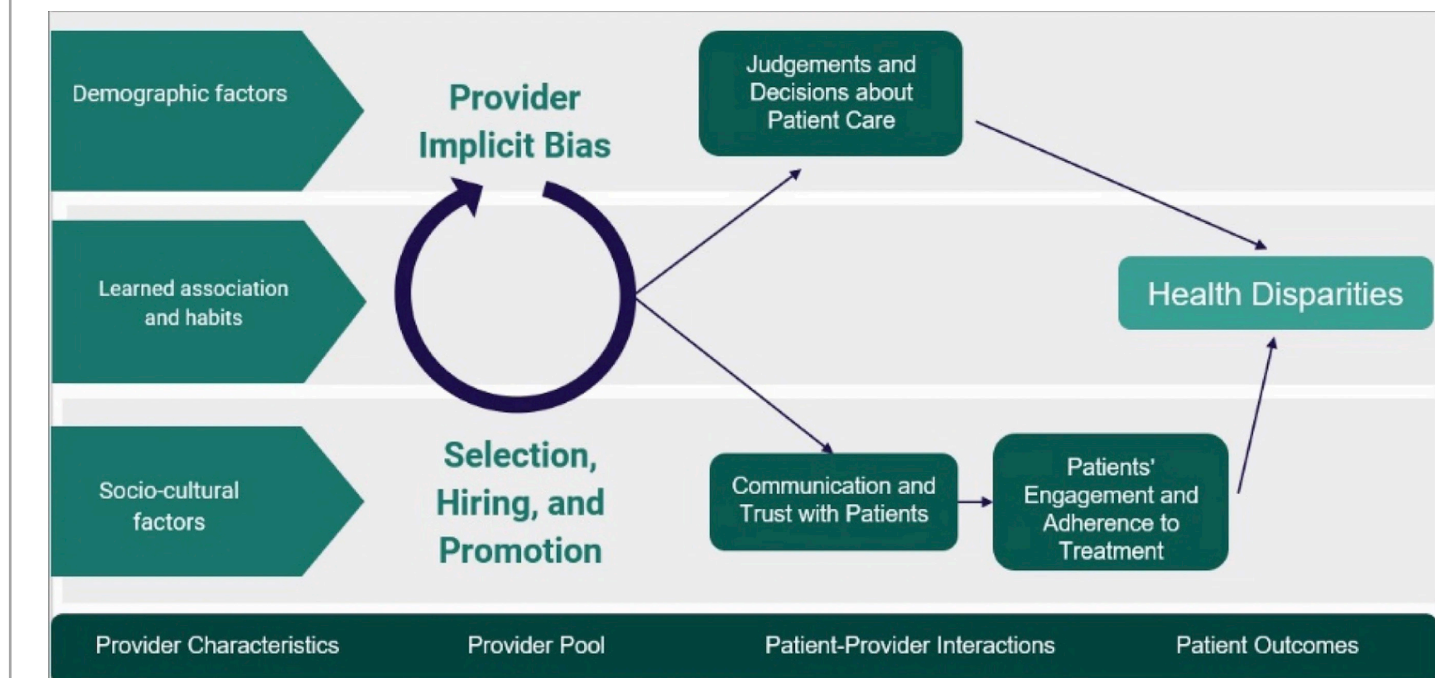 Demographic factors
Provider
Implicit Bias
Judgements and
Decisions about
Patient Care
Learned association
and habits
Health Disparities
Socio-cultural
factors
Selection,
Hiring, and
Promotion
Communication and
Trust with Patients
Patients'
Engagement and
Adherence to
Treatment
Provider Characteristics
Provider Pool
Patient-Provider Interactions
Patient Outcomes